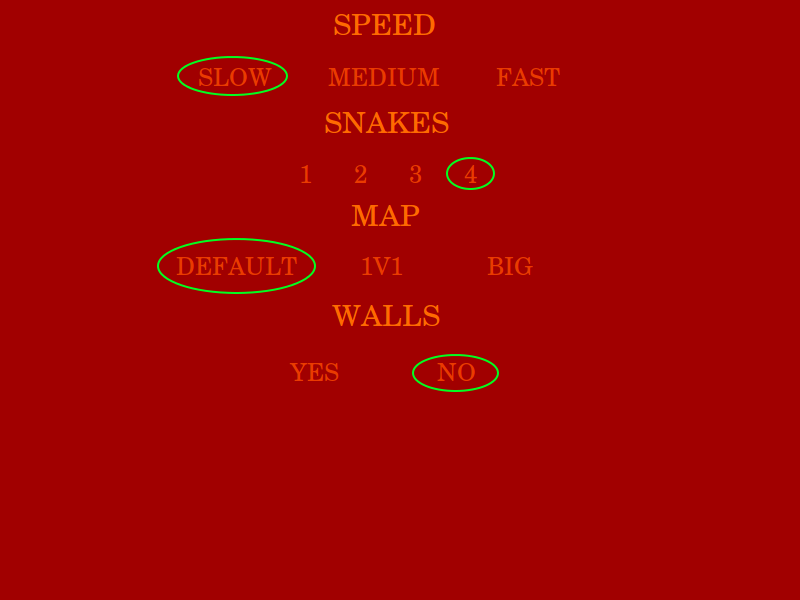 SPEED
SLOW MEDIUM FAST
SNAKES
1 2 3 4
MAP
DEFAULT 1V1 BIG
WALLS
YES NO